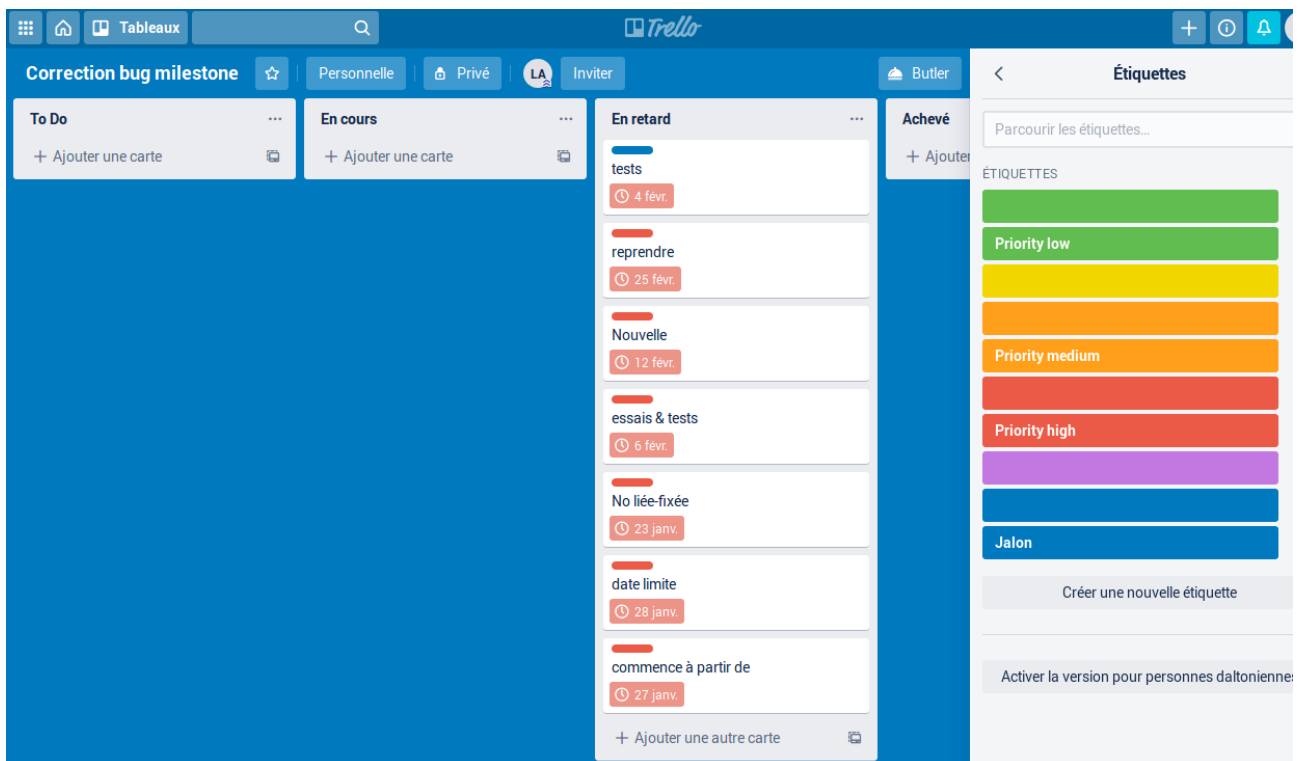 Tableaux
Trello
Correction bug milestone
Personnelle
Privé
LA
Inviter
Butler
To Do
Ajouter une carte
En cours
Ajouter une carte
En retard
tests
4 févr.
reprendre
25 févr.
Nouvelle
12 févr.
essais & tests
6 févr.
No liée-fixée
23 janv.
date limite
28 janv.
commence à partir de
27 janv.
Ajouter une autre carte
Achevé
Ajouter
Étiquettes
Parcourir les étiquettes...
ÉTIQUETTES
Priority low
Priority medium
Priority high
Jalon
Créer une nouvelle étiquette
Activer la version pour personnes daltoniennes